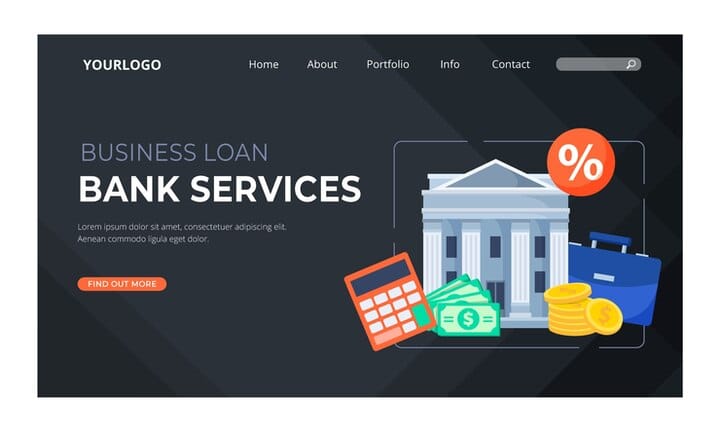 YOURLOGO Home About Portfolio Info Contact
%
BUSINESS LOAN
BANK SERVICES
Lorem ipsum dolor sit amet, consectetuer adipiscing elit.
Aenean commodo ligula eget dolor.
FIND OUT MORE
$
$